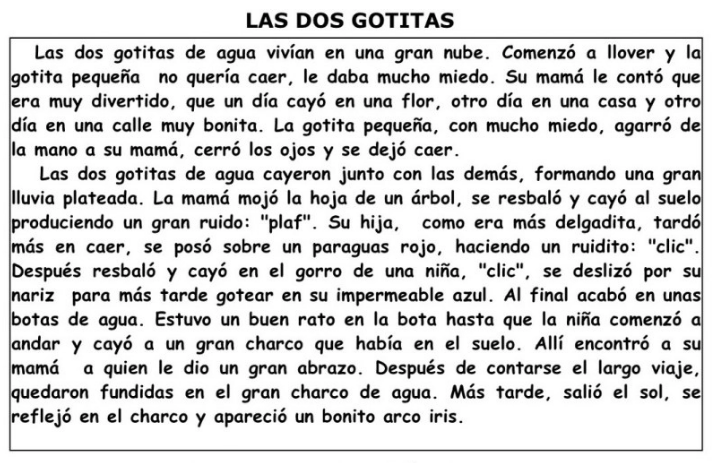 LAS DOS GOTITAS
Las dos gotitas de agua vivían en una gran nube. Comenzó a llover y la
gotita pequeña no quería caer, le daba mucho miedo. Su mamá le contó que
era muy divertido, que un día cayó en una flor, otro día en una casa y otro
día en una calle muy bonita. La gotita pequeña, con mucho miedo, agarró de
la mano a su mamá, cerró los ojos y se dejó caer.
Las dos gotitas de agua cayeron junto con las demás, formando una gran
lluvia plateada. La mamá mojó la hoja de un árbol, se resbaló y cayó al suelo
produciendo un gran ruido: "plaf". Su hija, como era más delgadita, tardó
más en caer, se posó sobre un paraguas rojo, haciendo un ruidito: "clic".
Después resbaló y cayó en el gorro de una niña, "clic", se deslizó por su
nariz para más tarde gotear en su impermeable azul. Al final acabó en unas
botas de agua. Estuvo un buen rato en la bota hasta que la niña comenzó a
andar y cayó a un gran charco que había en el suelo. Allí encontró a su
mamá a quien le dio un gran abrazo. Después de contarse el largo viaje,
quedaron fundidas en el gran charco de agua. Más tarde, salió el sol, se
reflejó en el charco y apareció un bonito arco iris.